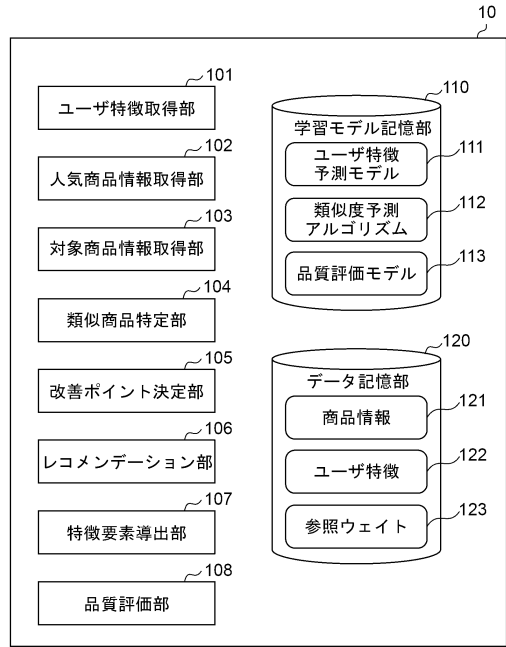 10
101
ユーザ特徴取得部
102
人気商品情報取得部
103
対象商品情報取得部
104
類似商品特定部
105
改善ポイント決定部
106
レコメンデーション部
107
特徴要素導出部
108
品質評価部
110
学習モデル記憶部
ユーザ特徴
予測モデル
111
類似度予測
アルゴリズム
112
品質評価モデル
113
120
データ記憶部
商品情報
121
ユーザ特徴
122
参照ウェイト
123